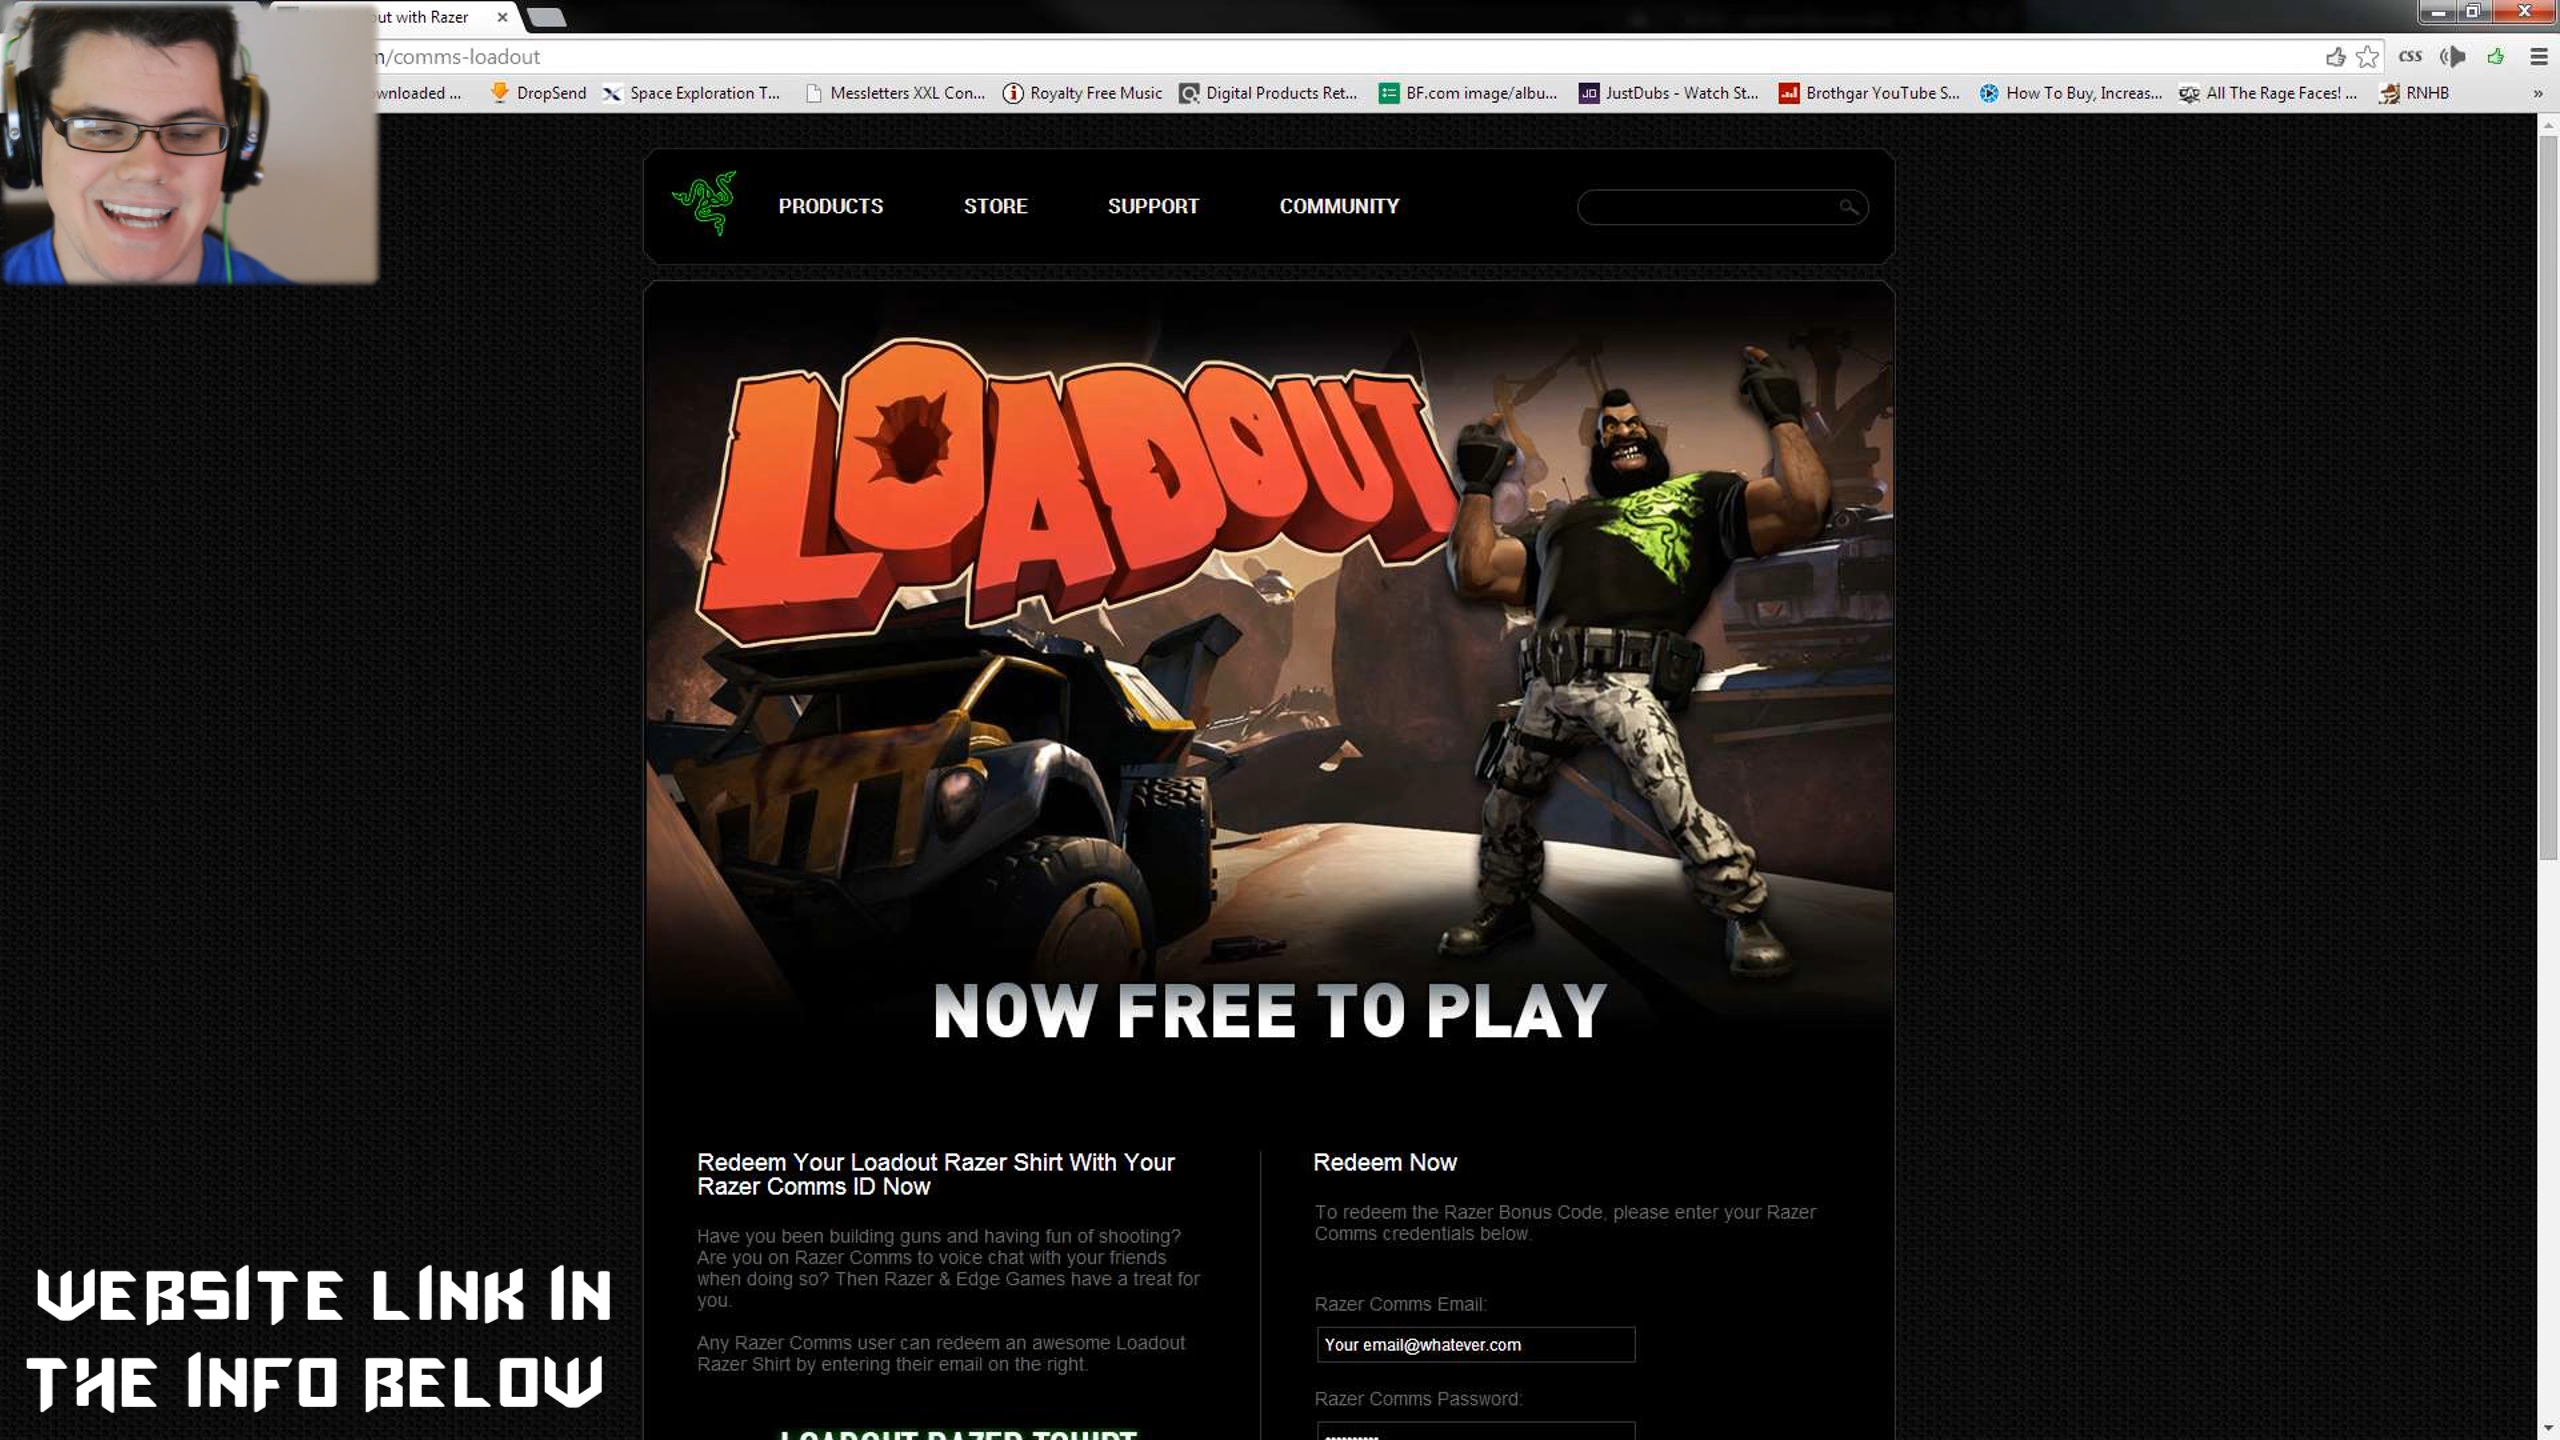 out with Razer
m/comms-loadout
CSS
wnloaded ...
DropSend
Space Exploration T...
Messletters XXL Con...
Royalty Free Music
Digital Products Ret...
BF.com image/albu...
JustDubs - Watch St...
Brothgar YouTube S...
How To Buy, Increas...
All The Rage Faces! ...
RNHB
»
PRODUCTS
STORE
SUPPORT
COMMUNITY
LOADOUT
NOW FREE TO PLAY
Redeem Your Loadout Razer Shirt With Your
Razer Comms ID Now
Have you been building guns and having fun of shooting?
Are you on Razer Comms to voice chat with your friends
when doing so? Then Razer & Edge Games have a treat for
you.
Any Razer Comms user can redeem an awesome Loadout
Razer Shirt by entering their email on the right.
LOADOUT RAZER TSHIRT
Redeem Now
To redeem the Razer Bonus Code, please enter your Razer
Comms credentials below.
Razer Comms Email:
Your email@whatever.com
Razer Comms Password:
WEBSITE LINK IN
THE INFO BELOW